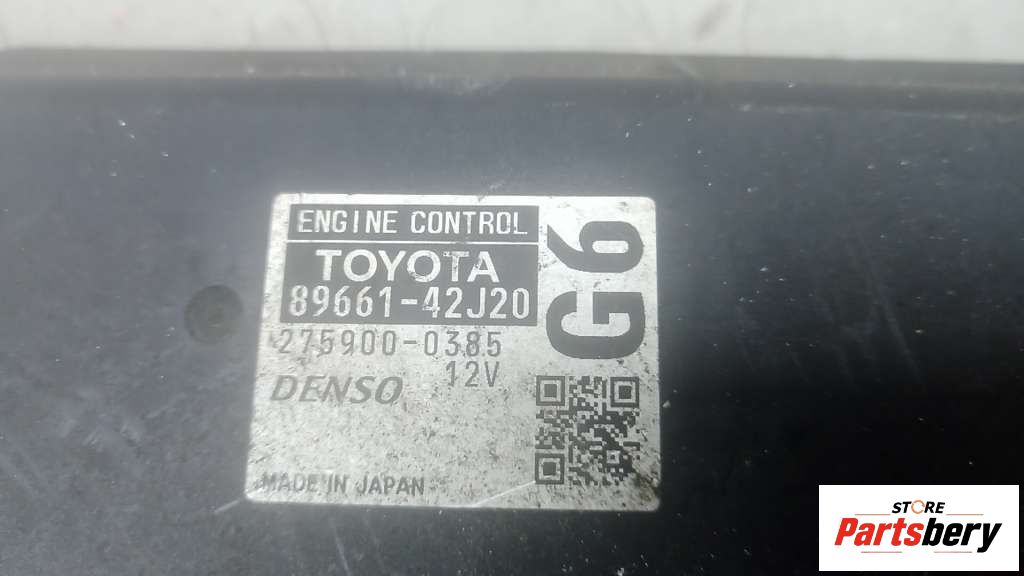 ENGINE CONTROL
TOYOTA
89661-42J20
275900-0385
12V
DENSO
MADE IN JAPAN
G6
STORE
Partsbery